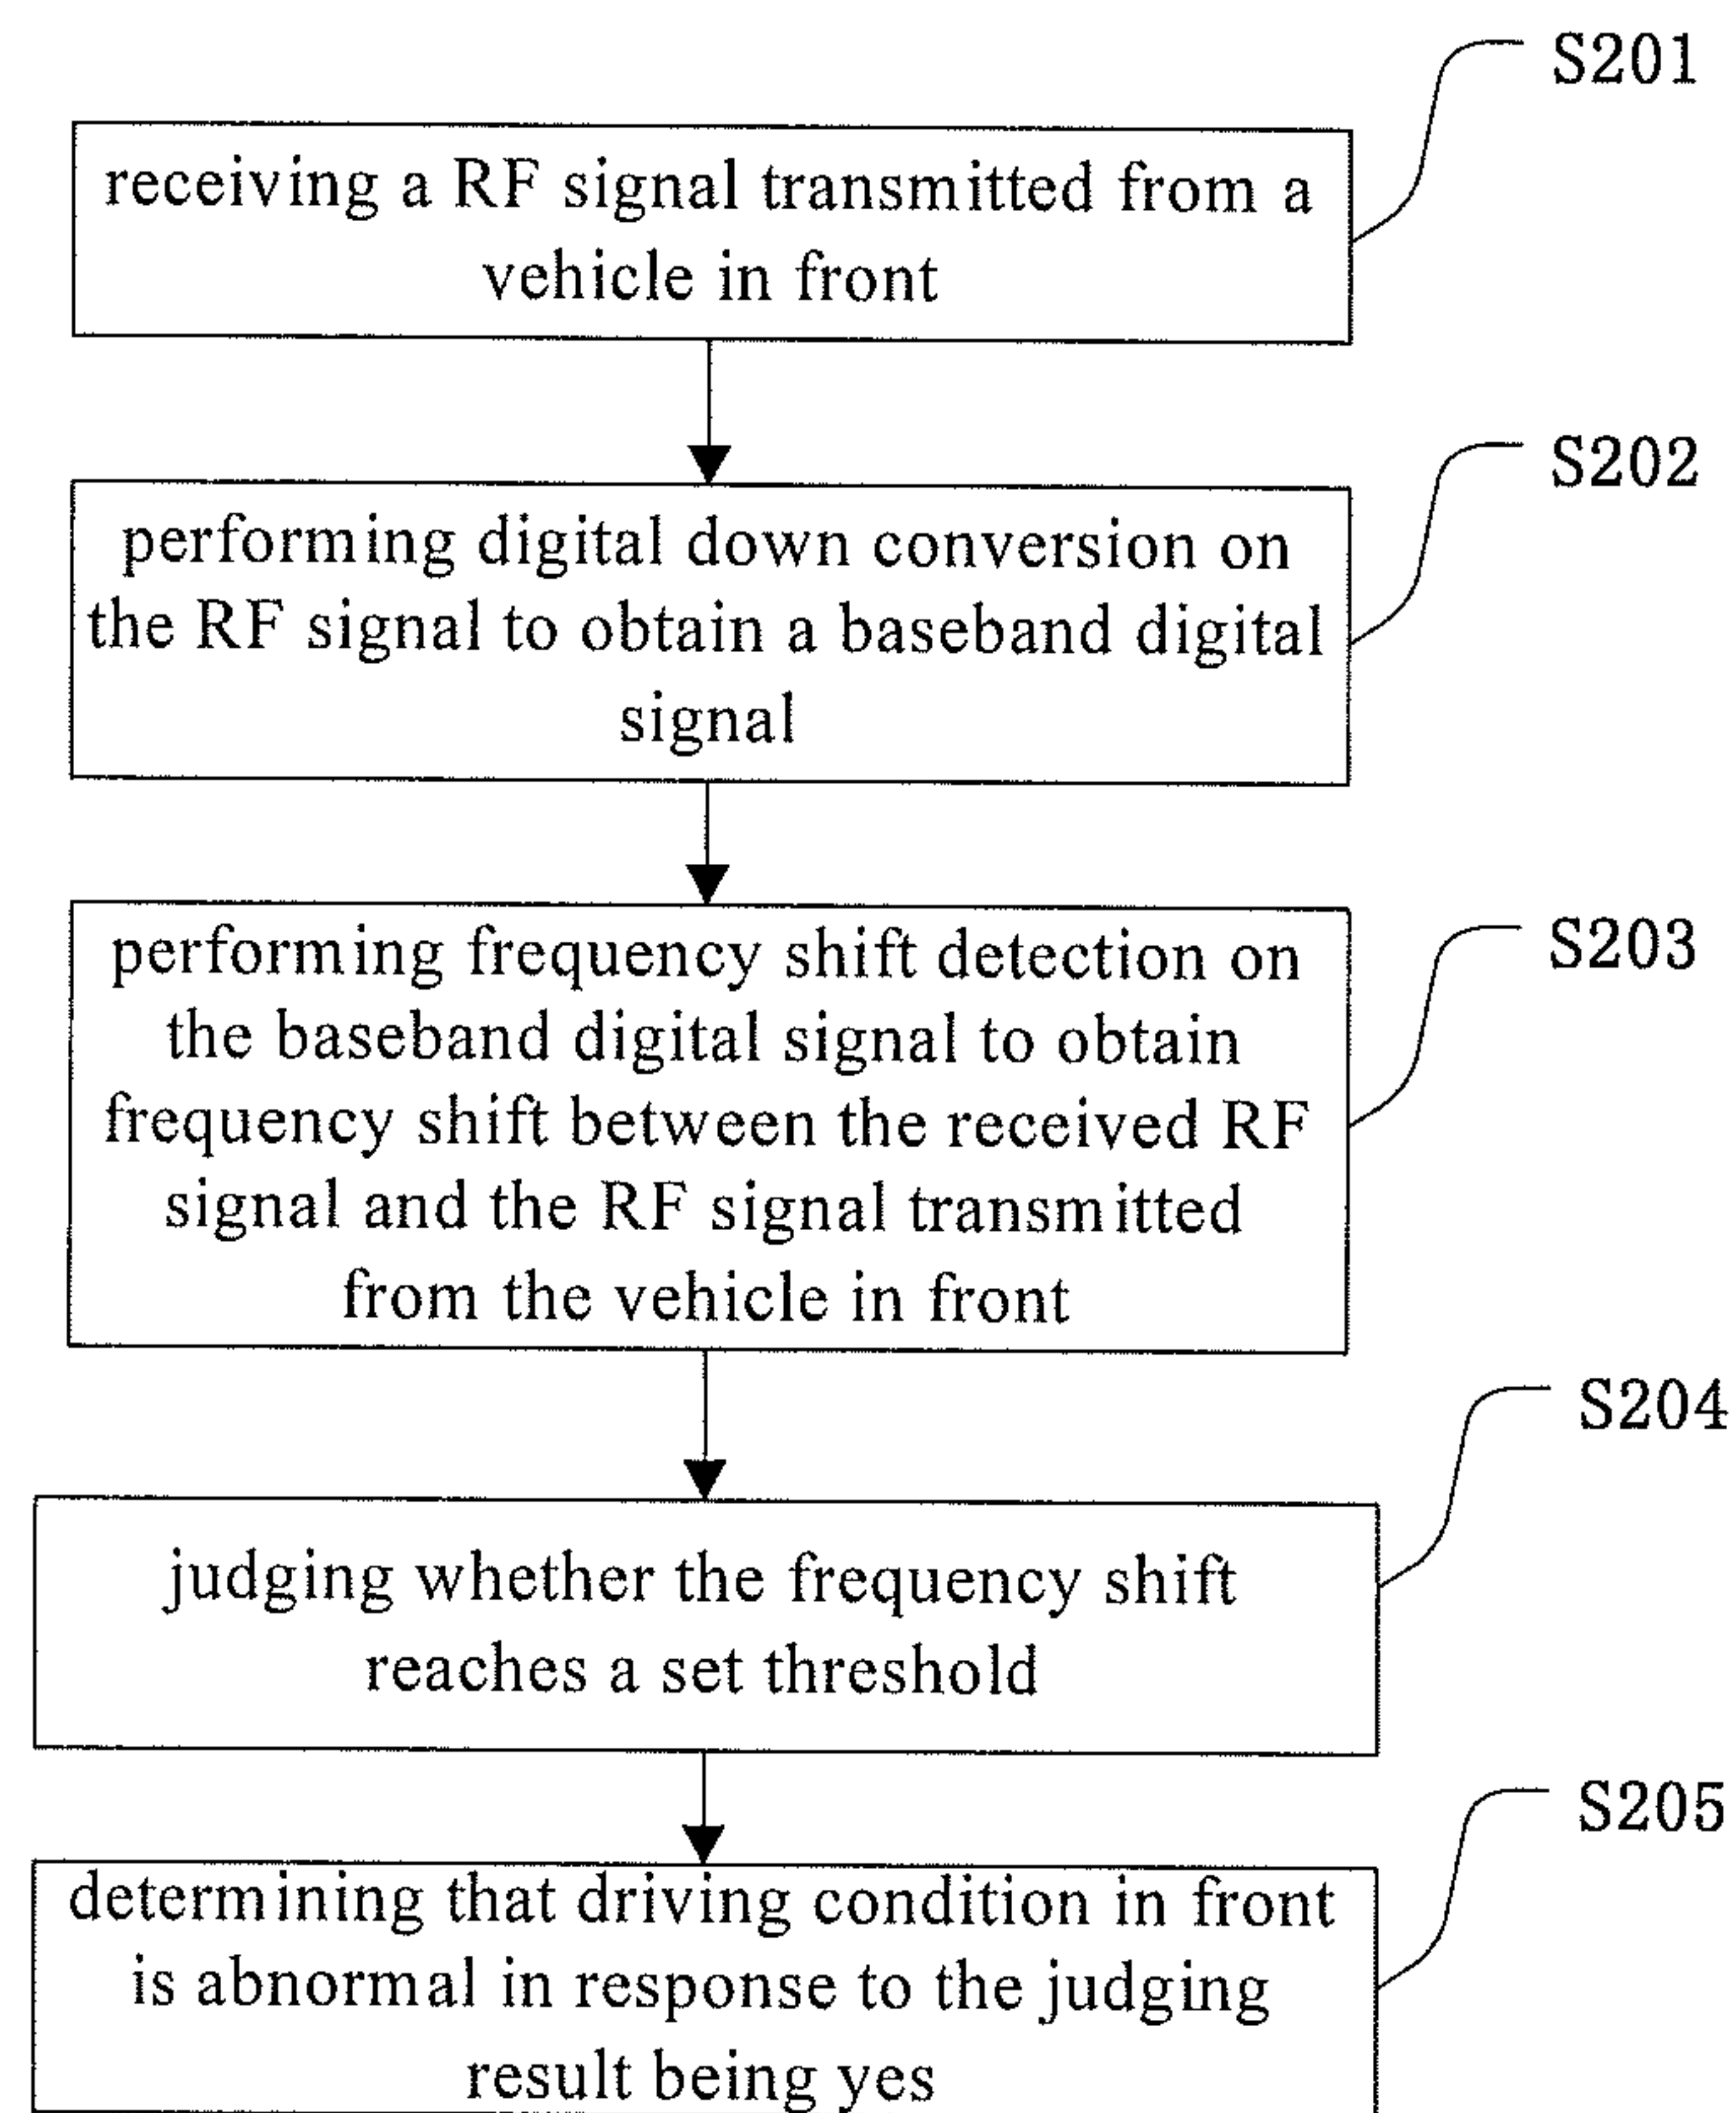 S201
receiving a RF signal transmitted from a
vehicle in front
S202
performing digital down conversion on
the RF signal to obtain a baseband digital
signal
S203
performing frequency shift detection on
the baseband digital signal to obtain
frequency shift between the received RF
signal and the RF signal transmitted
from the vehicle in front
S204
judging whether the frequency shift
reaches a set threshold
S205
determining that driving condition in front
is abnormal in response to the judging
result being yes